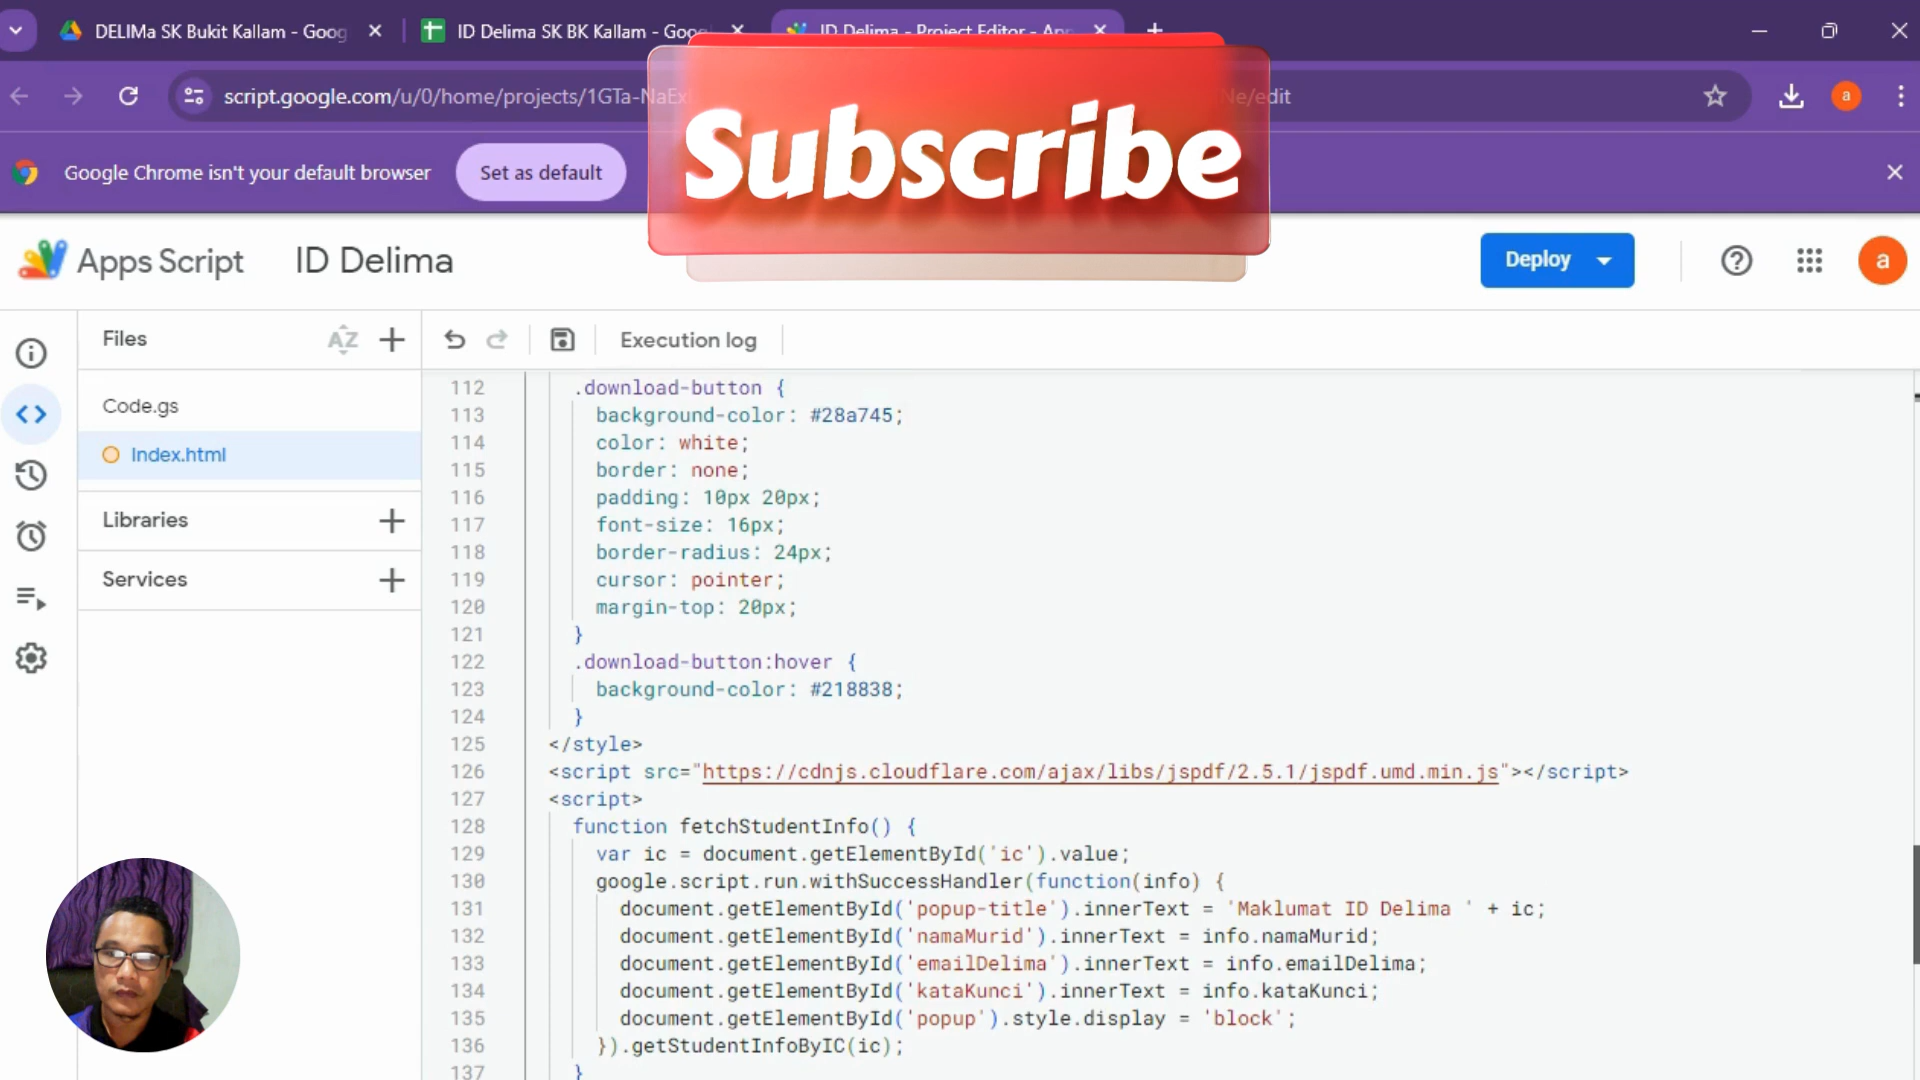 DELIMa SK Bukit Kallam - Goog
ID Delima SK BK Kallam - Goo
ID Delima - Project Editor - App
script.google.com/u/0/home/projects/1GTa-NaEx
Ne/edit
a
Google Chrome isn't your default browser
Set as default
Subscribe
Apps Script
ID Delima
Deploy
a
Files
AZ
Execution log
Code.gs
Index.html
Libraries
Services
112 .download-button {
113 background-color: #28a745;
114 color: white;
115 border: none;
116 padding: 10px 20px;
117 font-size: 16px;
118 border-radius: 24px;
119 cursor: pointer;
120 margin-top: 20px;
121 }
122 .download-button:hover {
123 background-color: #218838;
124 }
125 </style>
126 <script src="https://cdnjs.cloudflare.com/ajax/libs/jspdf/2.5.1/jspdf.umd.min.js"></script>
127 <script>
128 function fetchStudentInfo() {
129 var ic = document.getElementById('ic').value;
130 google.script.run.withSuccessHandler(function(info) {
131 document.getElementById('popup-title').innerText = 'Maklumat ID Delima ' + ic;
132 document.getElementById('namaMurid').innerText = info.namaMurid;
133 document.getElementById('emailDelima').innerText = info.emailDelima;
134 document.getElementById('kataKunci').innerText = info.kataKunci;
135 document.getElementById('popup').style.display = 'block';
136 }).getStudentInfoByIC(ic);
137 }